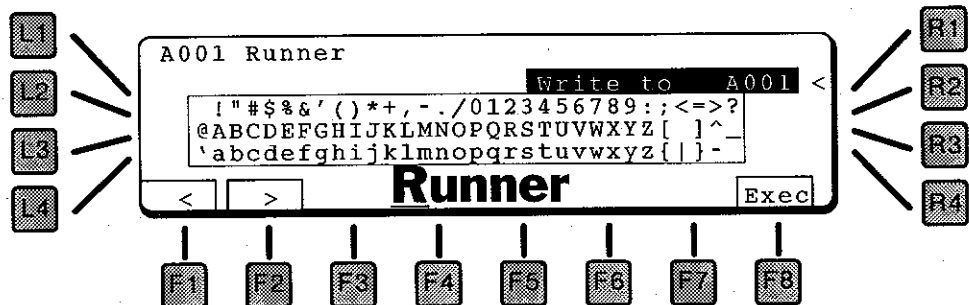 L1 R1
A001 Runner
Write to A001 <
L2 R2
!"#$%&'()*+,-./0123456789:;<=>?
@ABCDEFGHIJKLMNOPQRSTUVWXYZ[ ]^_
L3 R3
`abcdefghijklmnopqrstuvwxyz{|}-
L4 R4
< > Runner Exec
F1 F2 F3 F4 F5 F6 F7 F8